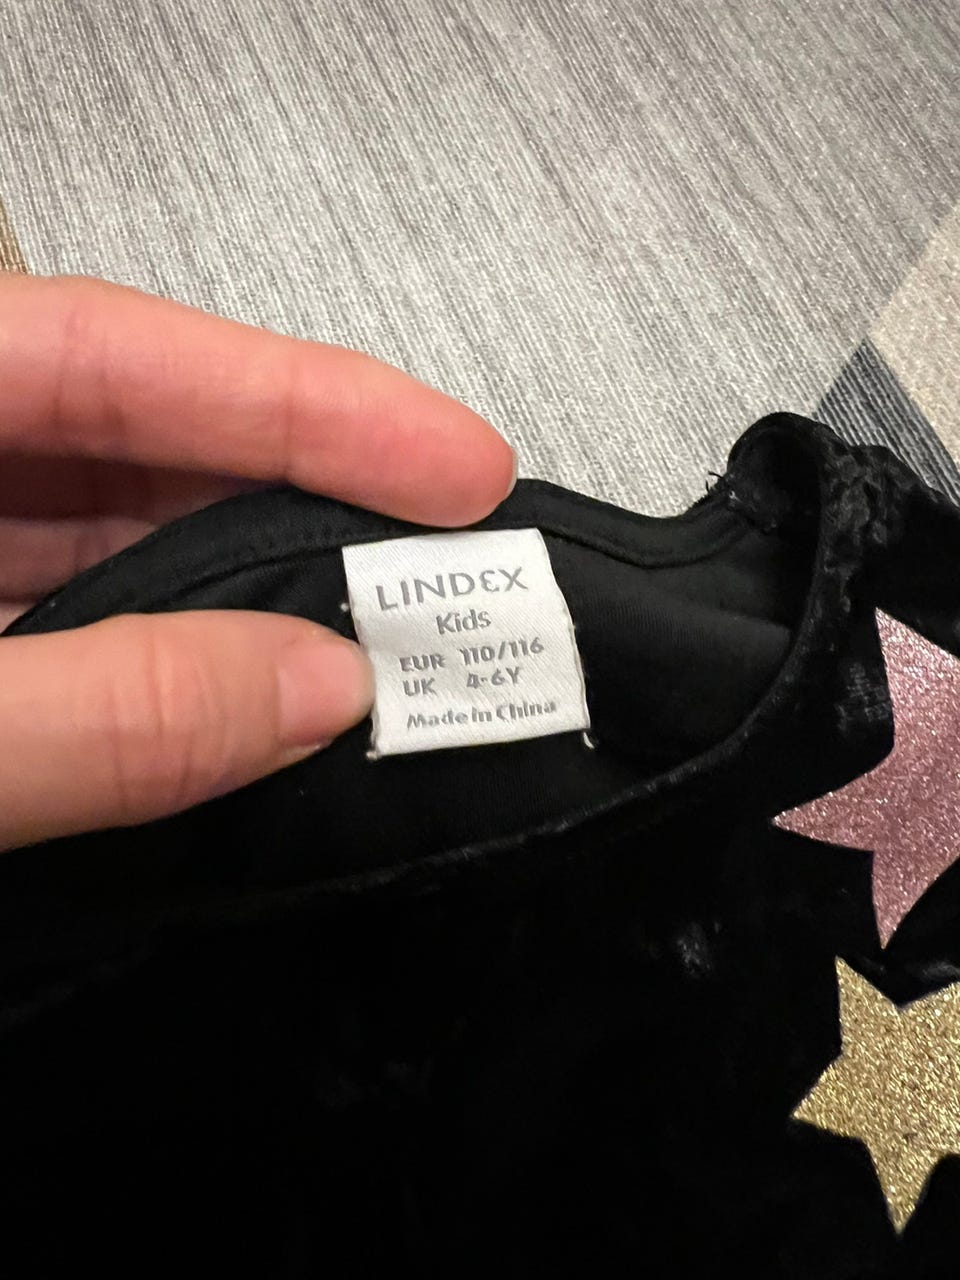 LINDEX
Kids
EUR 110/116
UK 4-6Y
Made in China